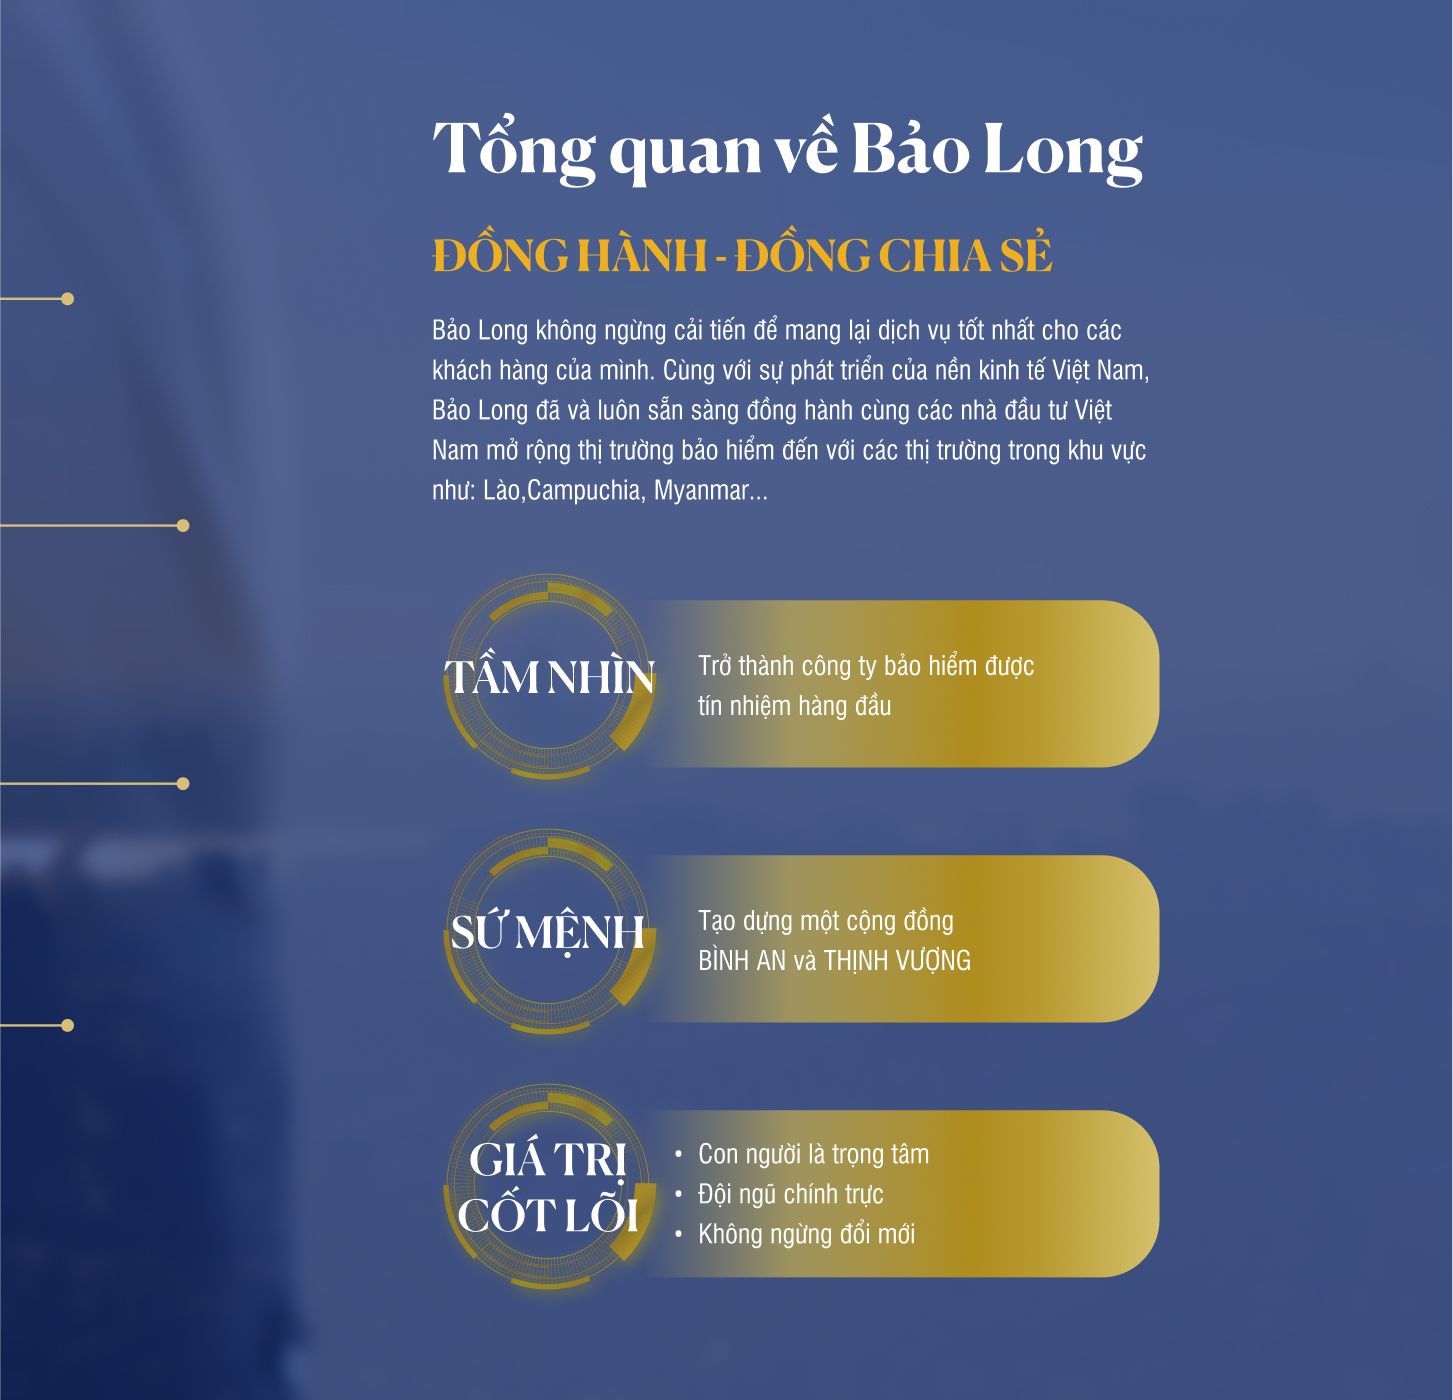 Tổng quan về Bảo Long
ĐỒNG HÀNH - ĐỒNG CHIA SẺ
Bảo Long không ngừng cải tiến để mang lại dịch vụ tốt nhất cho các
khách hàng của mình. Cùng với sự phát triển của nền kinh tế Việt Nam,
Bảo Long đã và luôn sẵn sàng đồng hành cùng các nhà đầu tư Việt
Nam mở rộng thị trường bảo hiểm đến với các thị trường trong khu vực
như: Lào,Campuchia, Myanmar...
TẦM NHÌN
Trở thành công ty bảo hiểm được
tín nhiệm hàng đầu
SỨ MỆNH
Tạo dựng một cộng đồng
BÌNH AN và THỊNH VƯỢNG
GIÁ TRỊ
CỐT LÕI
• Con người là trọng tâm
• Đội ngũ chính trực
• Không ngừng đổi mới